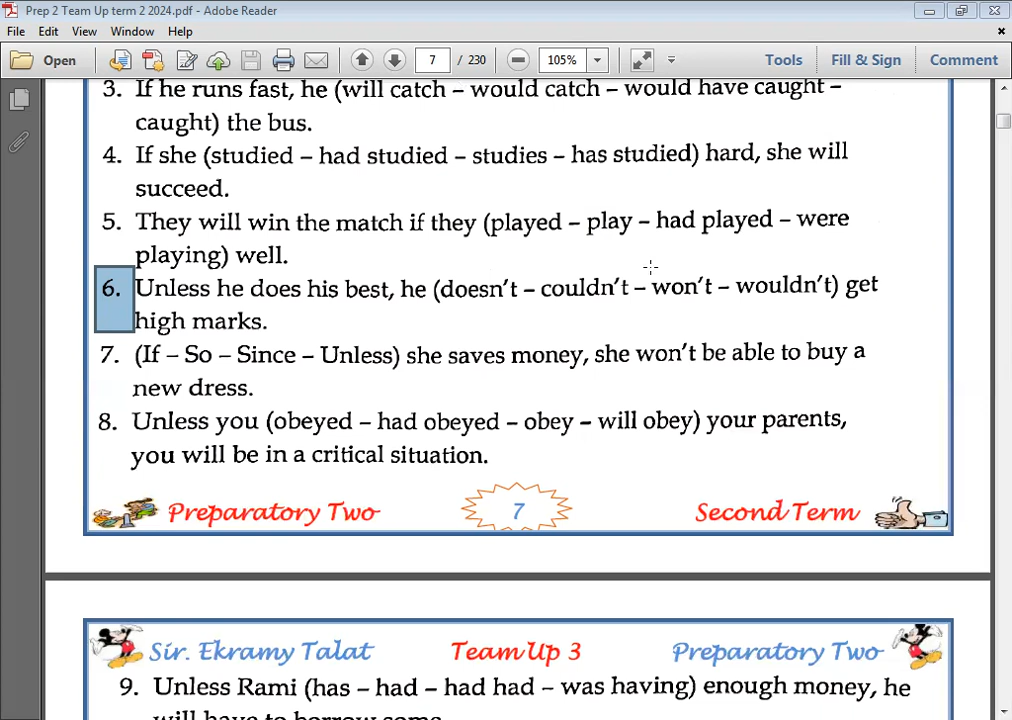 Prep 2 Team Up term 2 2024.pdf - Adobe Reader
File Edit View Window Help
Open 7 / 230 105% Tools Fill & Sign Comment
3. If he runs fast, he (will catch – would catch – would have caught –
caught) the bus.
4. If she (studied – had studied – studies – has studied) hard, she will
succeed.
5. They will win the match if they (played – play – had played – were
playing) well.
6. Unless he does his best, he (doesn't – couldn't – won't – wouldn't) get
high marks.
7. (If – So – Since – Unless) she saves money, she won't be able to buy a
new dress.
8. Unless you (obeyed – had obeyed – obey – will obey) your parents,
you will be in a critical situation.
Preparatory Two 7 Second Term
Sir. Ekramy Talat Team Up 3 Preparatory Two
9. Unless Rami (has – had – had had – was having) enough money, he
will have to borrow some.